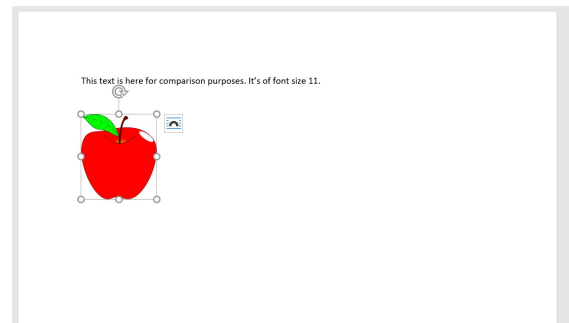 This text is here for comparison purposes. It’s of font size 11.